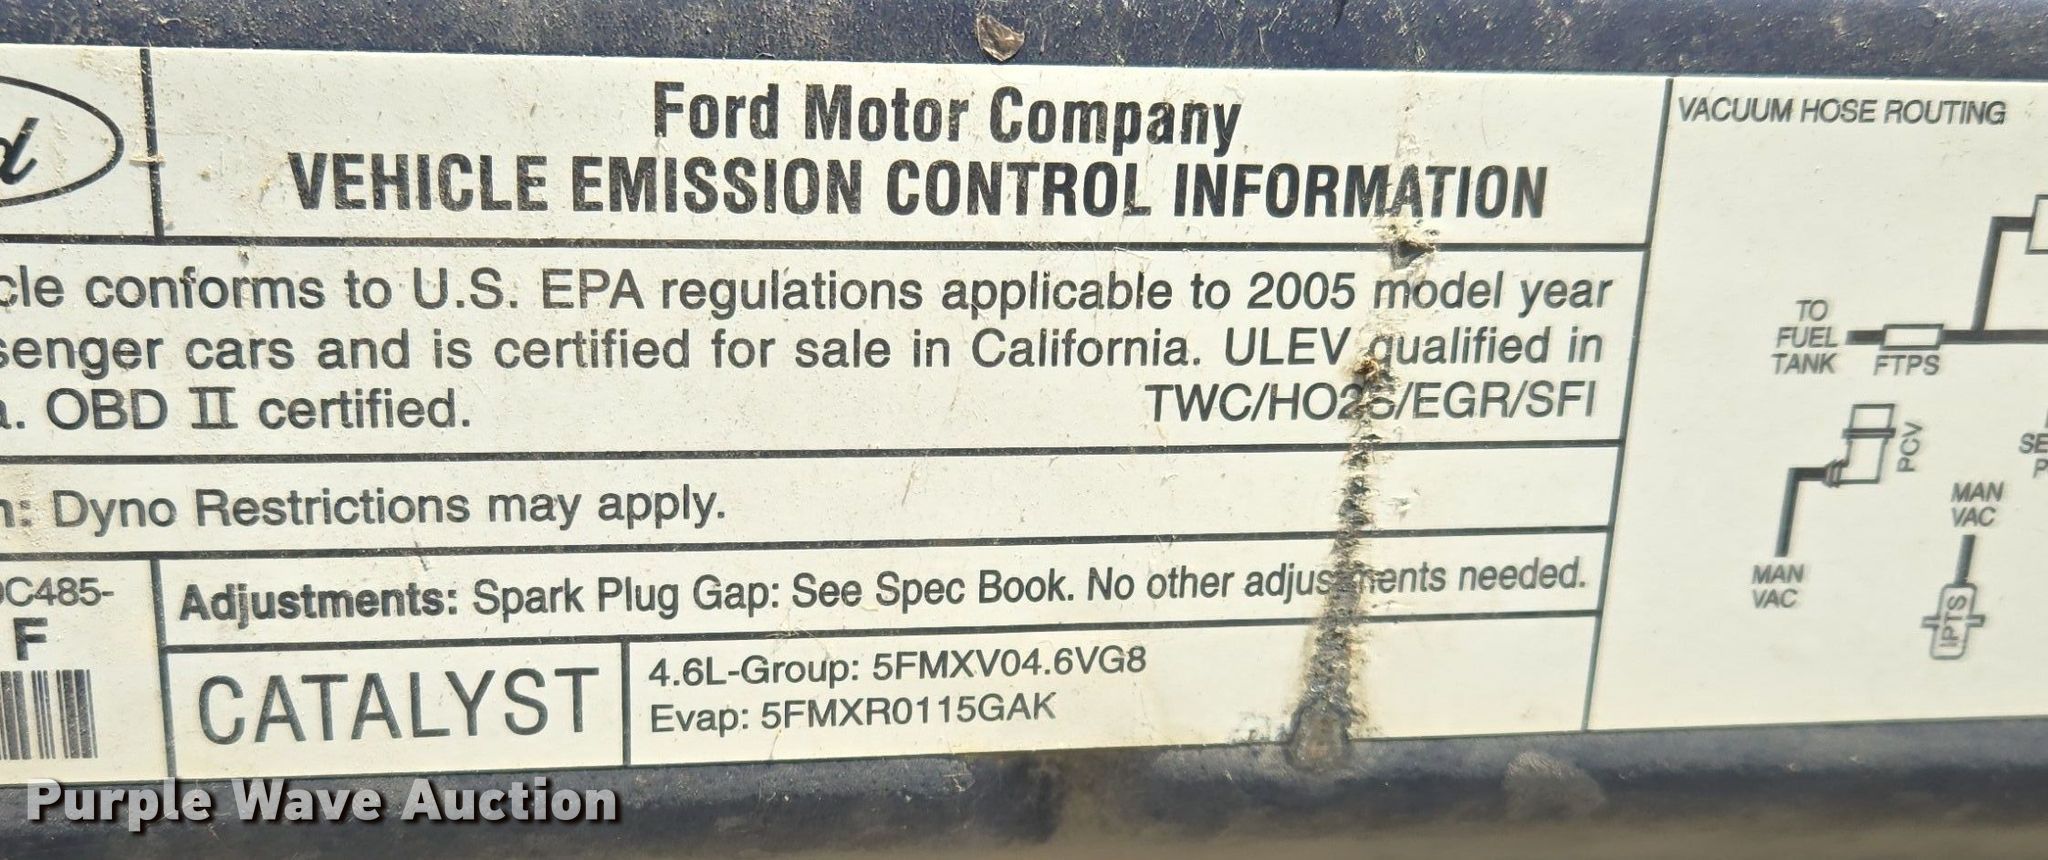 Ford Motor Company
VEHICLE EMISSION CONTROL INFORMATION
conforms to U.S. EPA regulations applicable to 2005 model year
cars and is certified for sale in California. ULEV qualified in
OBD II certified.
TWC/HO2S/EGR/SFI
Dyno Restrictions may apply.
C485-
F
Adjustments: Spark Plug Gap: See Spec Book. No other adjustments needed.
CATALYST
4.6L-Group: 5FMXV04.6VG8
Evap: 5FMXR0115GAK
VACUUM HOSE ROUTING
TO
FUEL
TANK
FTPS
PCV
MAN
VAC
MAN
VAC
IPTS
Purple Wave Auction